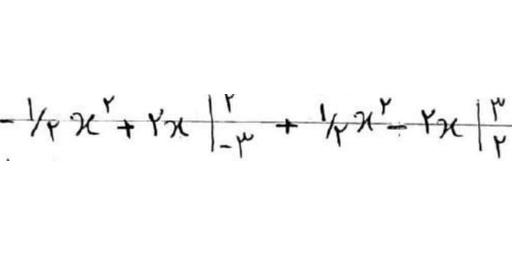 - ۱/۲ x^۲ + ۲x |_{-۳}^{۲} + ۱/۲ x^۲ - ۲x |_{۲}^{۳}